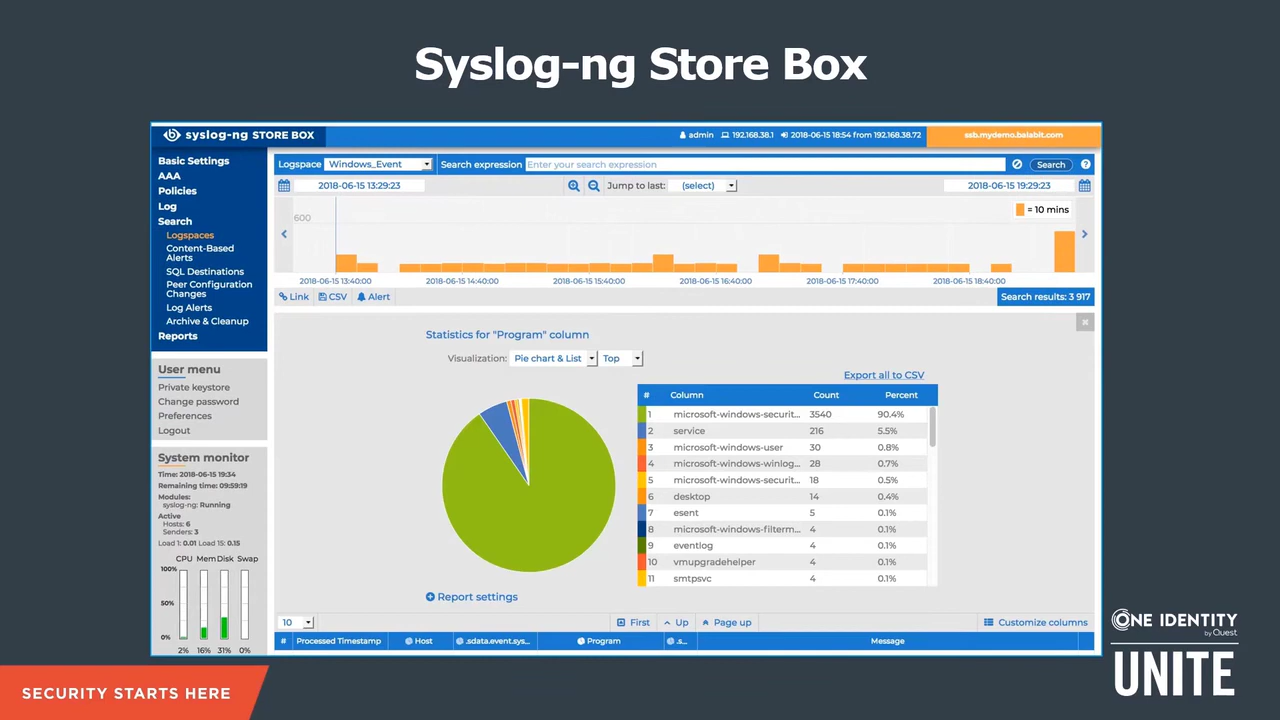 Syslog-ng Store Box
syslog-ng STORE BOX
admin 192.168.38.1 2018-06-15 18:54 from 192.168.38.72 ssb.mydemo.balabit.com
Basic Settings
AAA
Policies
Log
Search
Logspaces
Content-Based
Alerts
SQL Destinations
Peer Configuration
Changes
Log Alerts
Archive & Cleanup
Reports
User menu
Private keystore
Change password
Preferences
Logout
System monitor
Time: 2018-06-15 19:34
Remaining time: 09:59:19
Modules:
syslog-ng: Running
Active
Hosts: 6
Senders: 3
Load 1: 0.01 Load 15: 0.15
CPU Mem Disk Swap
100%
50%
0%
2% 16% 31% 0%
Logspace Windows_Event Search expression Enter your search expression Search ?
2018-06-15 13:29:23 Jump to last: (select) 2018-06-15 19:29:23
600
= 10 mins
2018-06-15 13:40:00 2018-06-15 14:40:00 2018-06-15 15:40:00 2018-06-15 16:40:00 2018-06-15 17:40:00 2018-06-15 18:40:00
Link CSV Alert Search results: 3 917
Statistics for "Program" column
Visualization: Pie chart & List Top
Export all to CSV
# Column Count Percent
1 microsoft-windows-securit... 3540 90.4%
2 service 216 5.5%
3 microsoft-windows-user 30 0.8%
4 microsoft-windows-winlog... 28 0.7%
5 microsoft-windows-securit... 18 0.5%
6 desktop 14 0.4%
7 esent 5 0.1%
8 microsoft-windows-filterm... 4 0.1%
9 eventlog 4 0.1%
10 vmupgradehelper 4 0.1%
11 smtpsvc 4 0.1%
Report settings
10 First Up Page up Customize columns
# Processed Timestamp Host .sdata.event.sys... Program .s... Message
ONE IDENTITY
by Quest
UNITE
SECURITY STARTS HERE